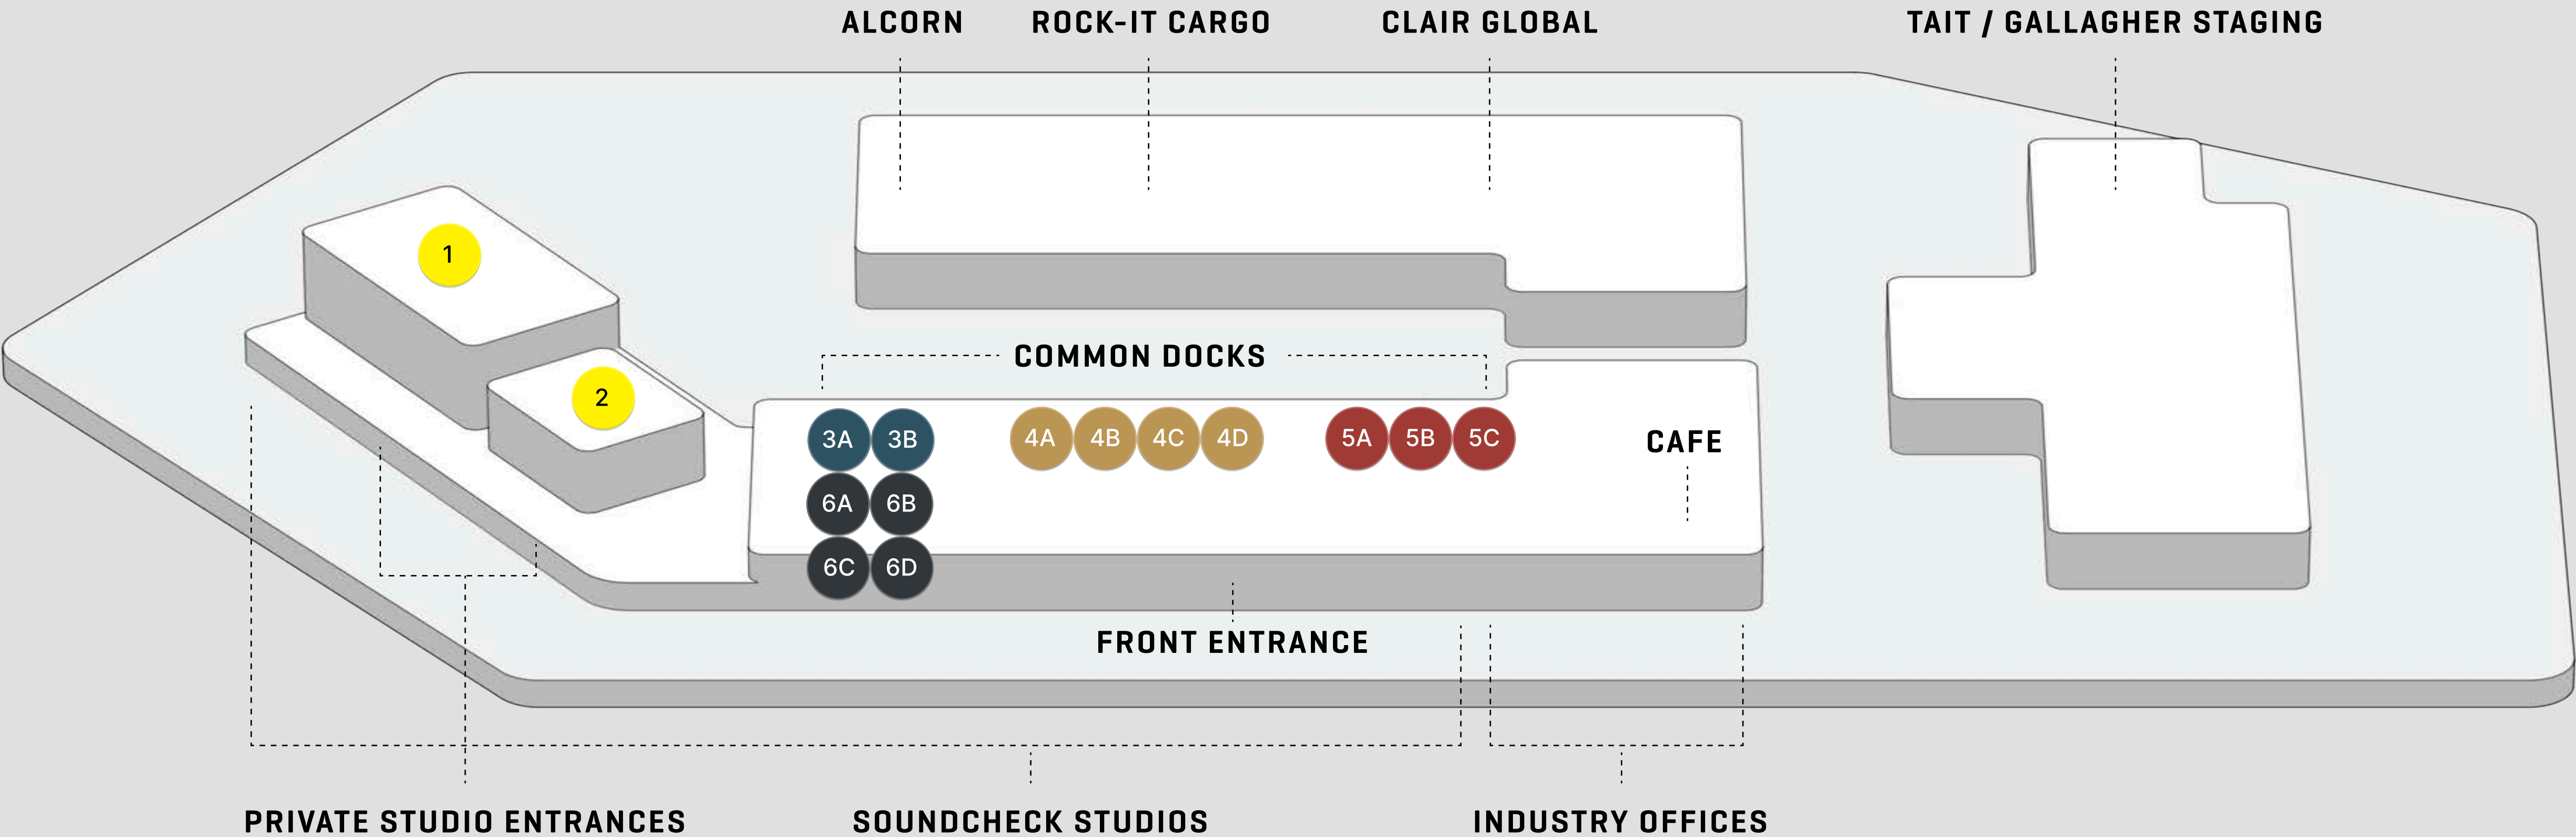 ALCORN
ROCK-IT CARGO
CLAIR GLOBAL
TAIT / GALLAGHER STAGING
1
2
COMMON DOCKS
3A 3B
4A 4B 4C 4D
5A 5B 5C
CAFE
6A 6B
6C 6D
FRONT ENTRANCE
PRIVATE STUDIO ENTRANCES
SOUNDCHECK STUDIOS
INDUSTRY OFFICES